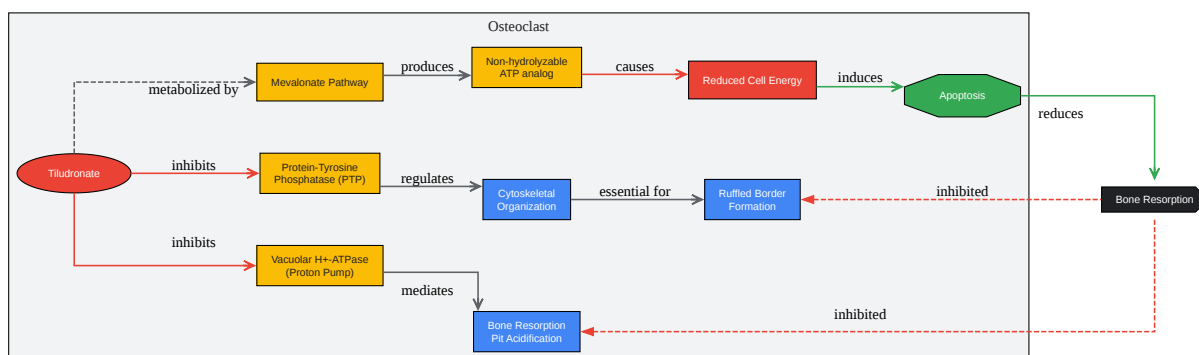 Osteoclast
Mevalonate Pathway
produces
Non-hydrolyzable
ATP analog
causes
Reduced Cell Energy
induces
Apoptosis
metabolized by
reduces
Tiludronate
inhibits
Protein-Tyrosine
Phosphatase (PTP)
regulates
Cytoskeletal
Organization
essential for
Ruffled Border
Formation
inhibited
Bone Resorption
inhibits
Vacuolar H+-ATPase
(Proton Pump)
mediates
Bone Resorption
Pit Acidification
inhibited